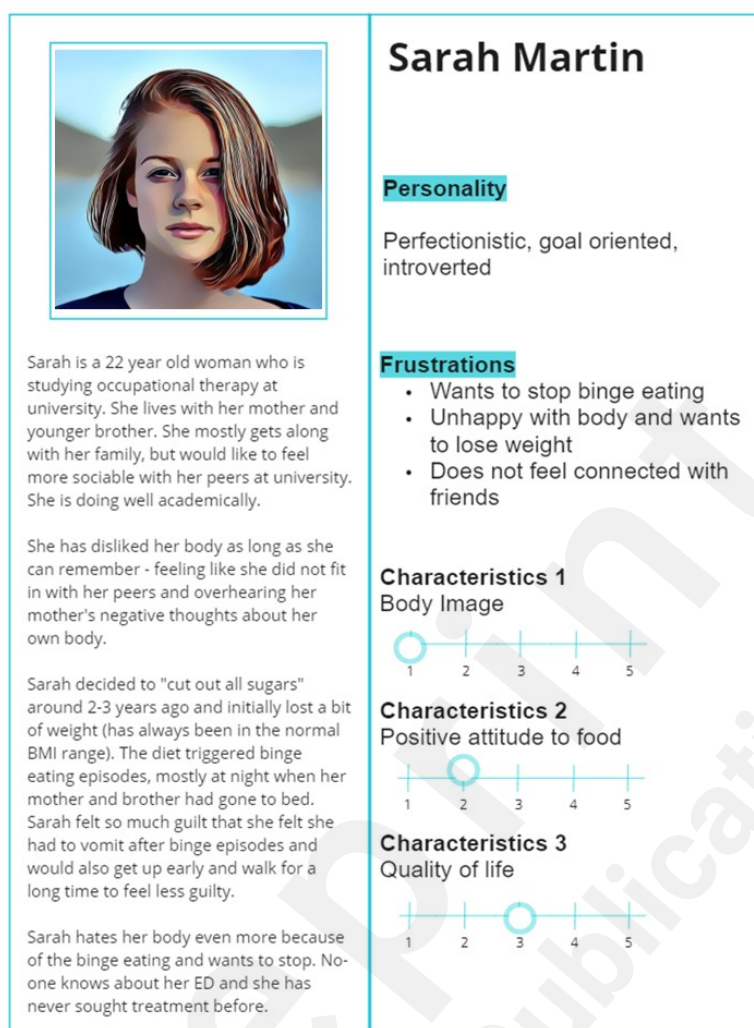 Sarah Martin
Sarah is a 22 year old woman who is
studying occupational therapy at
university. She lives with her mother and
younger brother. She mostly gets along
with her family, but would like to feel
more sociable with her peers at university.
She is doing well academically.
She has disliked her body as long as she
can remember - feeling like she did not fit
in with her peers and overhearing her
mother's negative thoughts about her
own body.
Sarah decided to "cut out all sugars"
around 2-3 years ago and initially lost a bit
of weight (has always been in the normal
BMI range). The diet triggered binge
eating episodes, mostly at night when her
mother and brother had gone to bed.
Sarah felt so much guilt that she felt she
had to vomit after binge episodes and
would also get up early and walk for a
long time to feel less guilty.
Sarah hates her body even more because
of the binge eating and wants to stop. No-
one knows about her ED and she has
never sought treatment before.
Personality
Perfectionistic, goal oriented,
introverted
Frustrations
• Wants to stop binge eating
• Unhappy with body and wants
to lose weight
• Does not feel connected with
friends
Characteristics 1
Body Image
1 2 3 4 5
Characteristics 2
Positive attitude to food
1 2 3 4 5
Characteristics 3
Quality of life
1 2 3 4 5